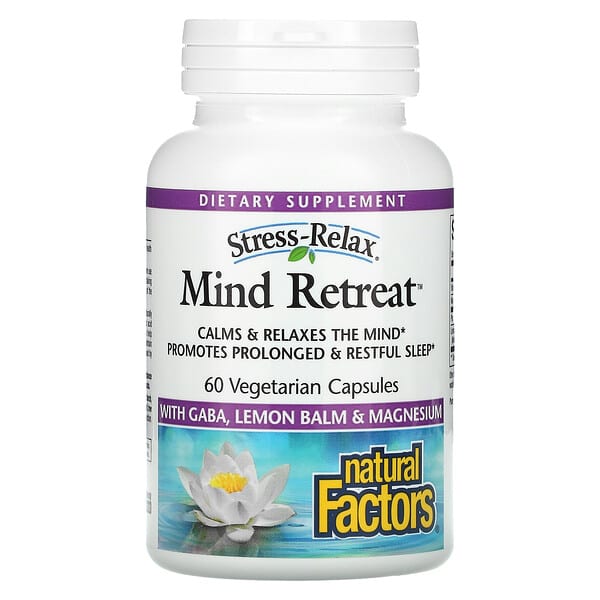 DIETARY SUPPLEMENT
Stress-Relax®
Mind Retreat™
CALMS & RELAXES THE MIND*
PROMOTES PROLONGED & RESTFUL SLEEP*
60 Vegetarian Capsules
WITH GABA, LEMON BALM & MAGNESIUM
natural
Factors®